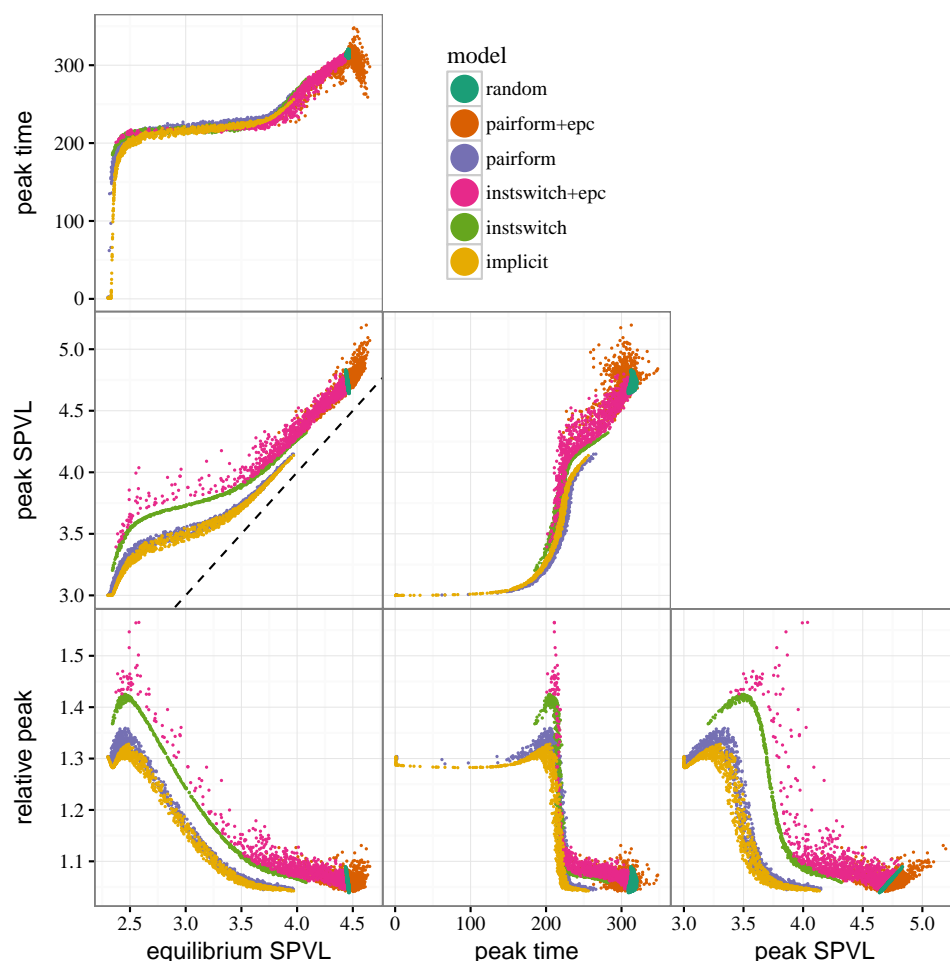 model
random
pairform+epc
pairform
instswitch+epc
instswitch
implicit
peak time
300
200
100
0
peak SPVL
5.0
4.5
4.0
3.5
3.0
relative peak
1.5
1.4
1.3
1.2
1.1
2.5 3.0 3.5 4.0 4.5
equilibrium SPVL
0 100 200 300
peak time
3.0 3.5 4.0 4.5 5.0
peak SPVL